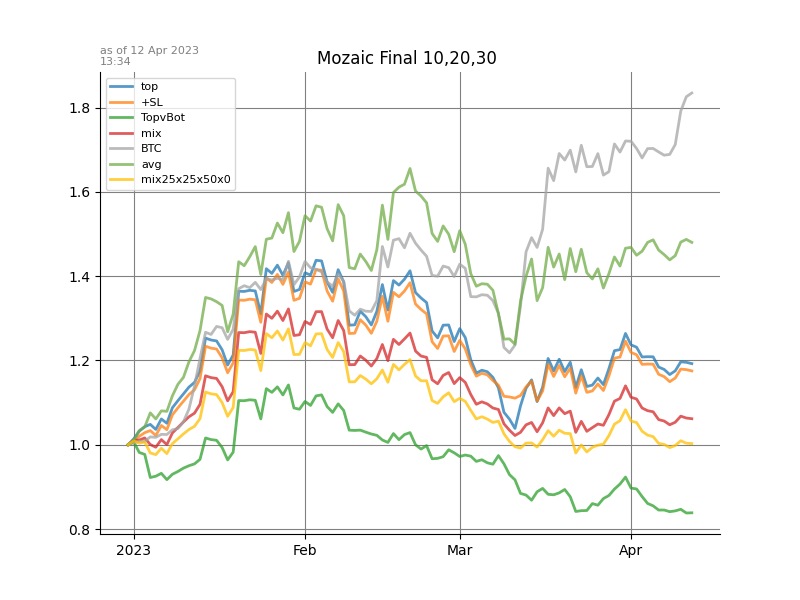 as of 12 Apr 2023
13:34
Mozaic Final 10,20,30
top
+SL
TopvBot
mix
BTC
avg
mix25x25x50x0
1.8
1.6
1.4
1.2
1.0
0.8
2023
Feb
Mar
Apr